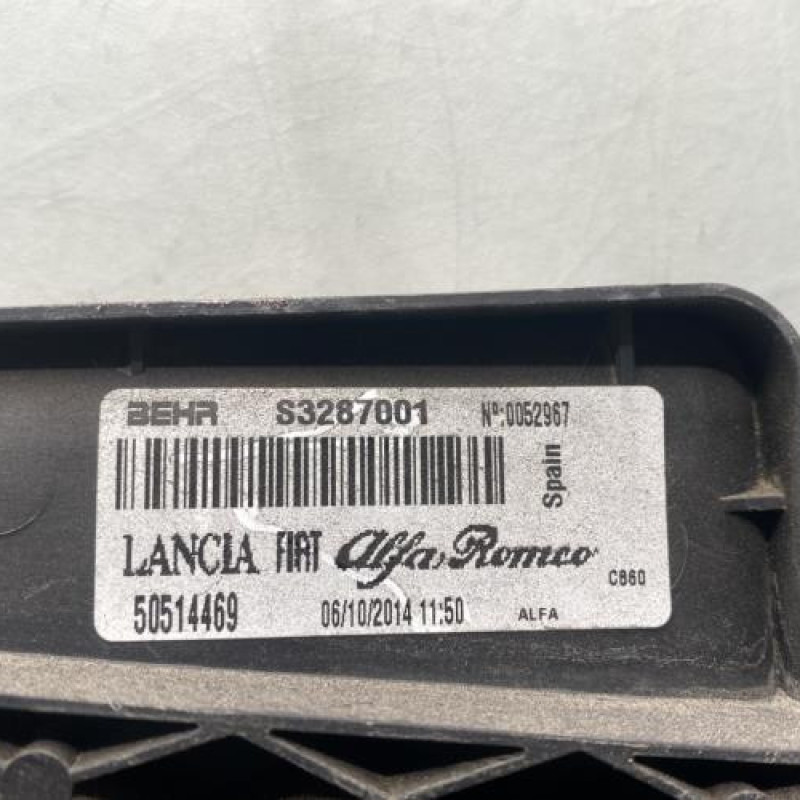 BEHR S3287001 Nº:0052967
Spain
LANCIA FIAT Alfa Romeo C860
50514469 06/10/2014 11:50 ALFA